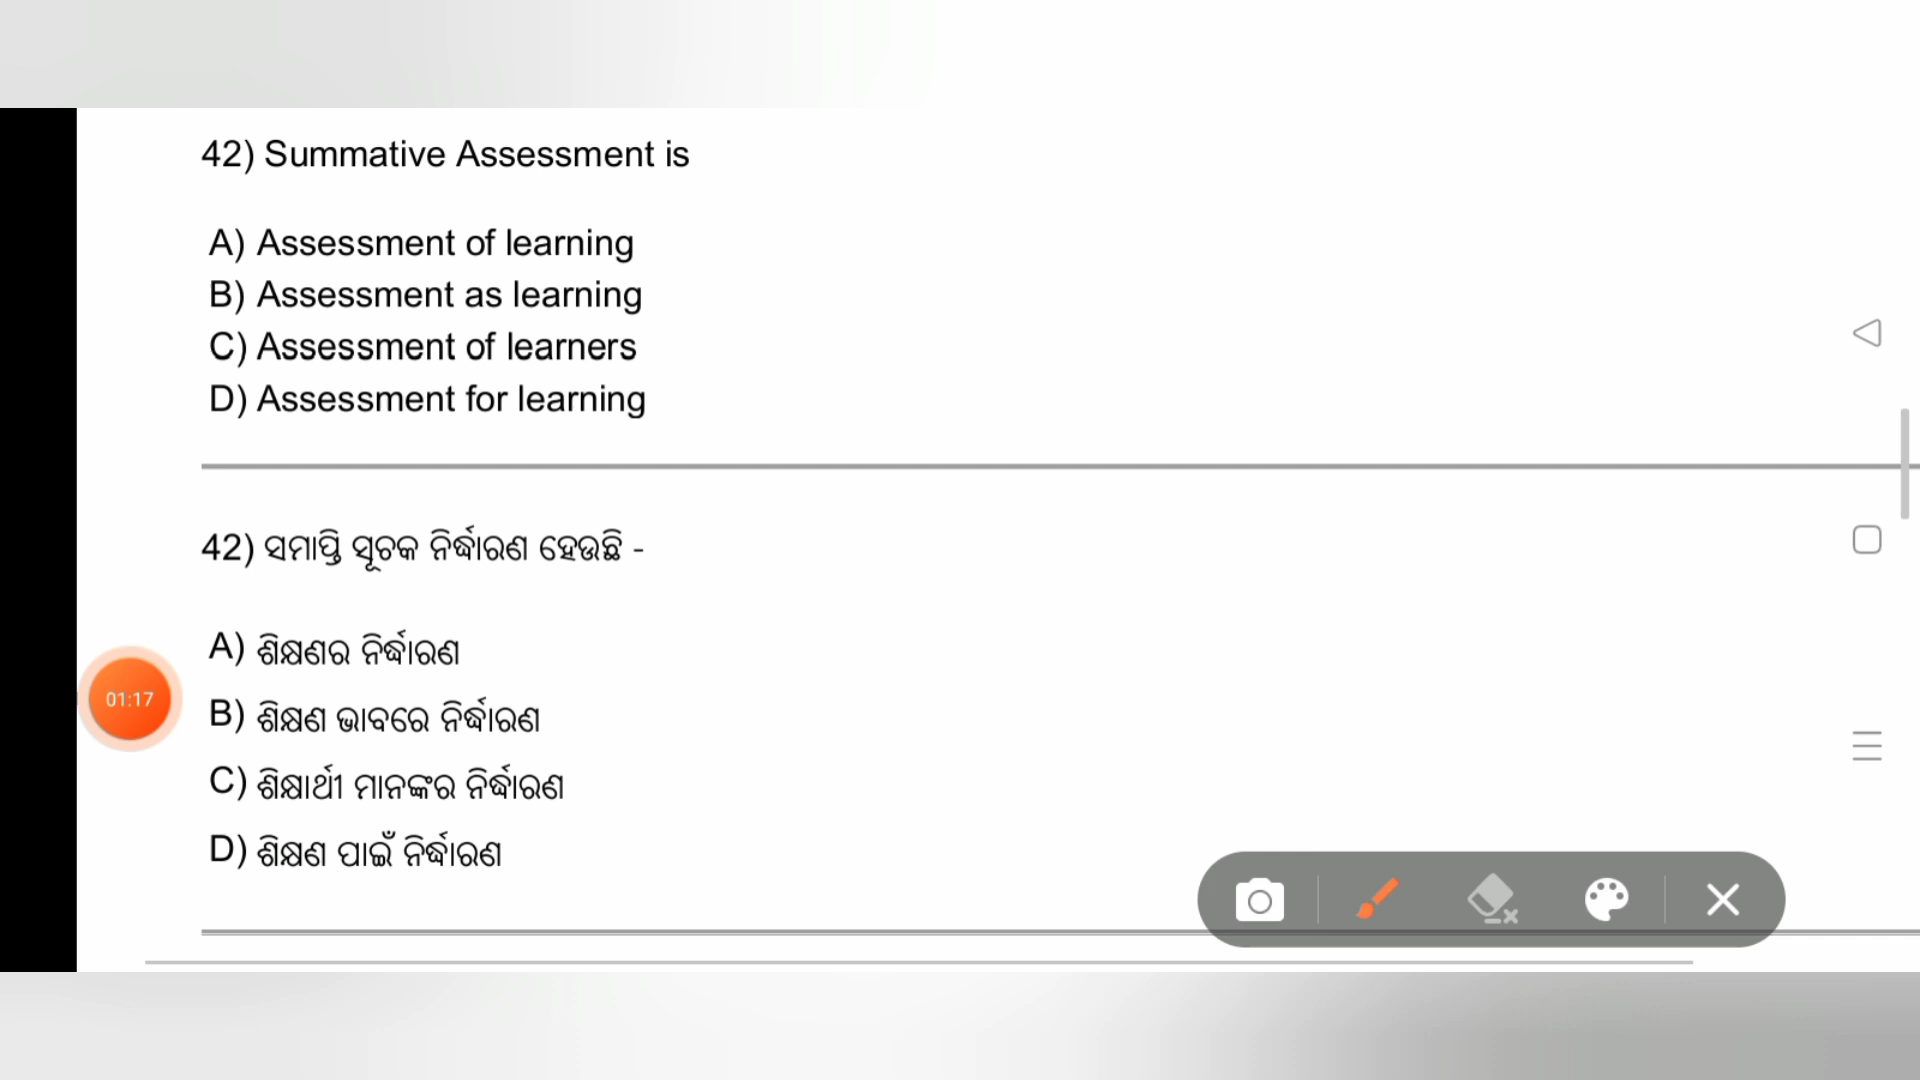 42) Summative Assessment is
A) Assessment of learning
B) Assessment as learning
C) Assessment of learners
D) Assessment for learning
42) ସମାପ୍ତି ସୂଚକ ନିର୍ଦ୍ଧାରଣ ହେଉଛି -
A) ଶିକ୍ଷଣର ନିର୍ଦ୍ଧାରଣ
01:17
B) ଶିକ୍ଷଣ ଭାବରେ ନିର୍ଦ୍ଧାରଣ
C) ଶିକ୍ଷାର୍ଥୀ ମାନଙ୍କର ନିର୍ଦ୍ଧାରଣ
D) ଶିକ୍ଷଣ ପାଇଁ ନିର୍ଦ୍ଧାରଣ